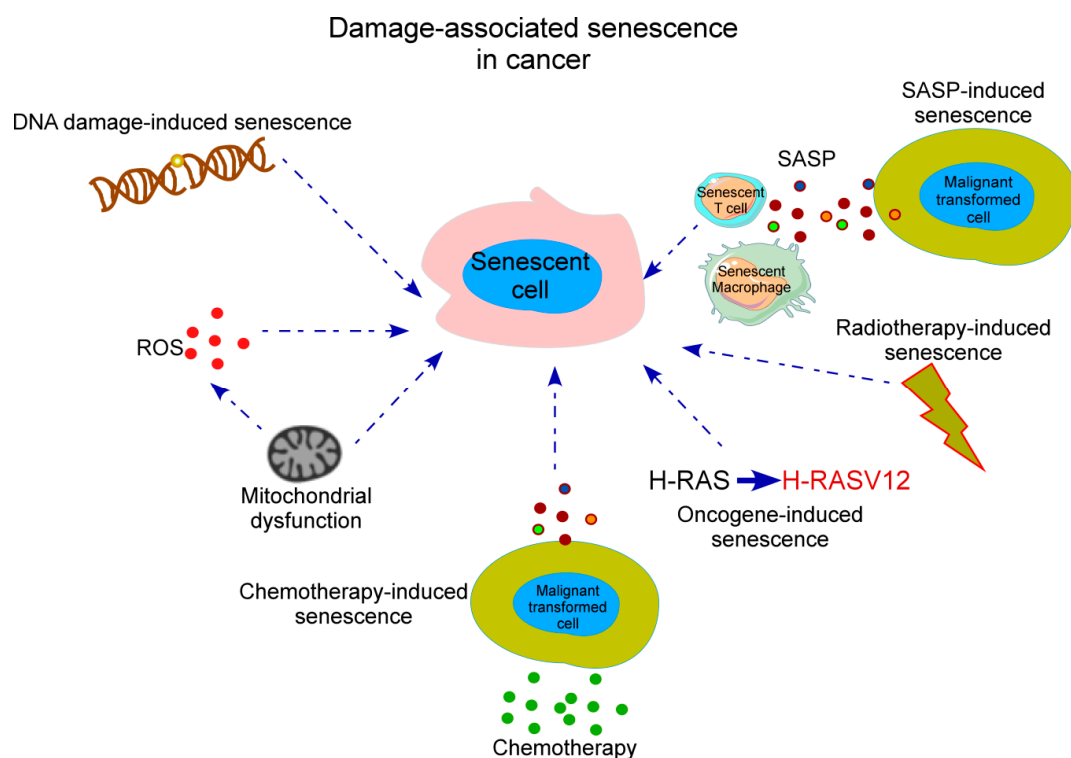 Damage-associated senescence
in cancer
DNA damage-induced senescence
SASP-induced
senescence
SASP
Senescent
T cell
Malignant
transformed
cell
Senescent
cell
Senescent
Macrophage
ROS
Radiotherapy-induced
senescence
Mitochondrial
dysfunction
H-RAS H-RASV12
Oncogene-induced
senescence
Chemotherapy-induced
senescence
Malignant
transformed
cell
Chemotherapy